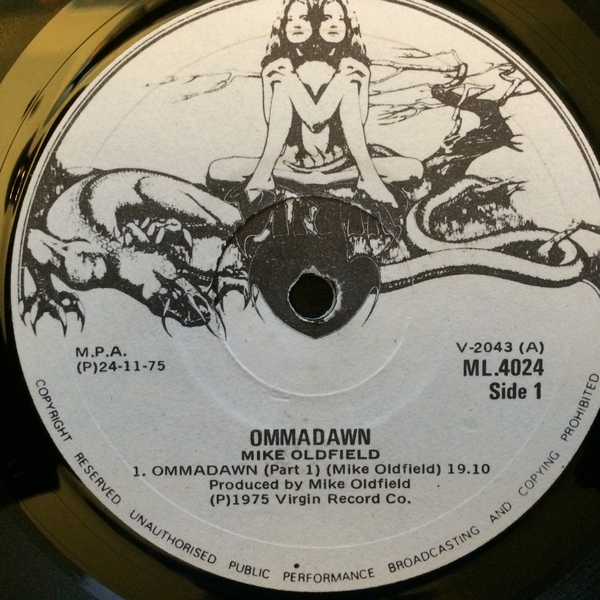 M.P.A.
(P)24-11-75
V-2043 (A)
ML.4024
Side 1
OMMADAWN
MIKE OLDFIELD
1. OMMADAWN (Part 1) (Mike Oldfield) 19.10
Produced by Mike Oldfield
(P)1975 Virgin Record Co.
COPYRIGHT RESERVED. UNAUTHORISED PUBLIC PERFORMANCE BROADCASTING AND COPYING PROHIBITED